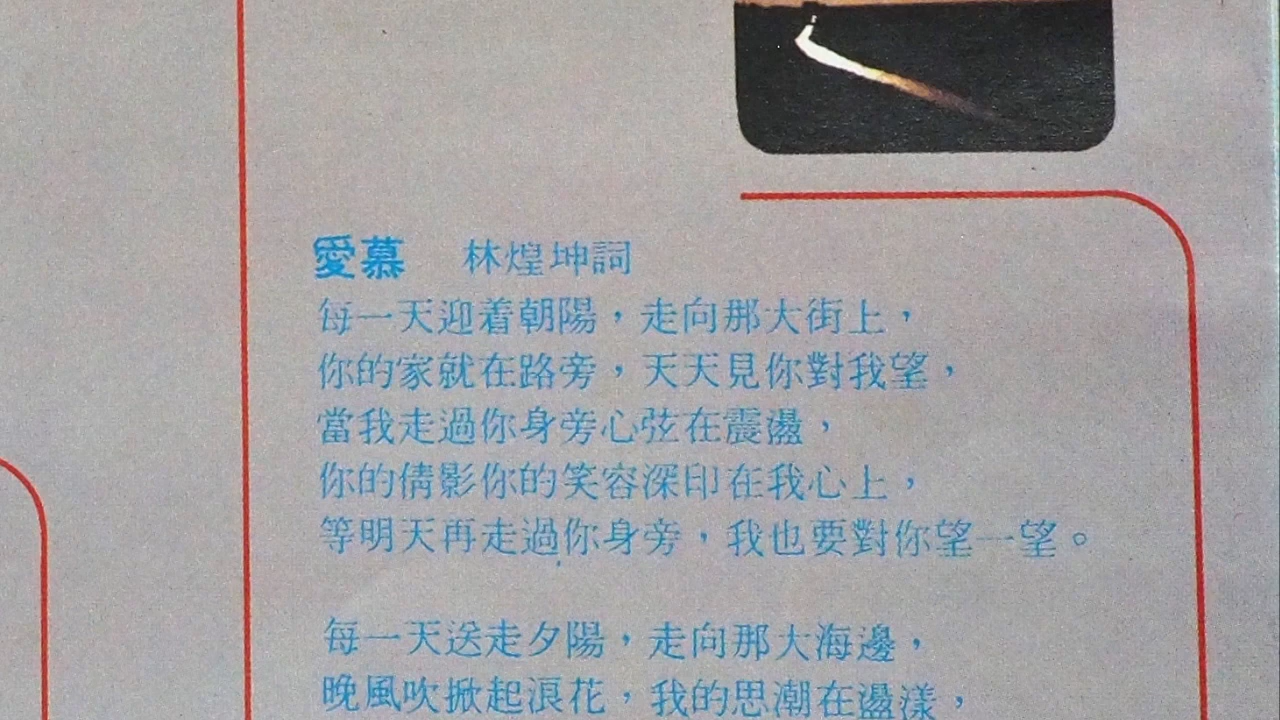 愛慕 林煌坤詞
每一天迎着朝陽，走向那大街上，
你的家就在路旁，天天見你對我望，
當我走過你身旁心弦在震盪，
你的倩影你的笑容深印在我心上，
等明天再走過你身旁，我也要對你望一望。
每一天送走夕陽，走向那大海邊，
晚風吹掀起浪花，我的思潮在盪漾，